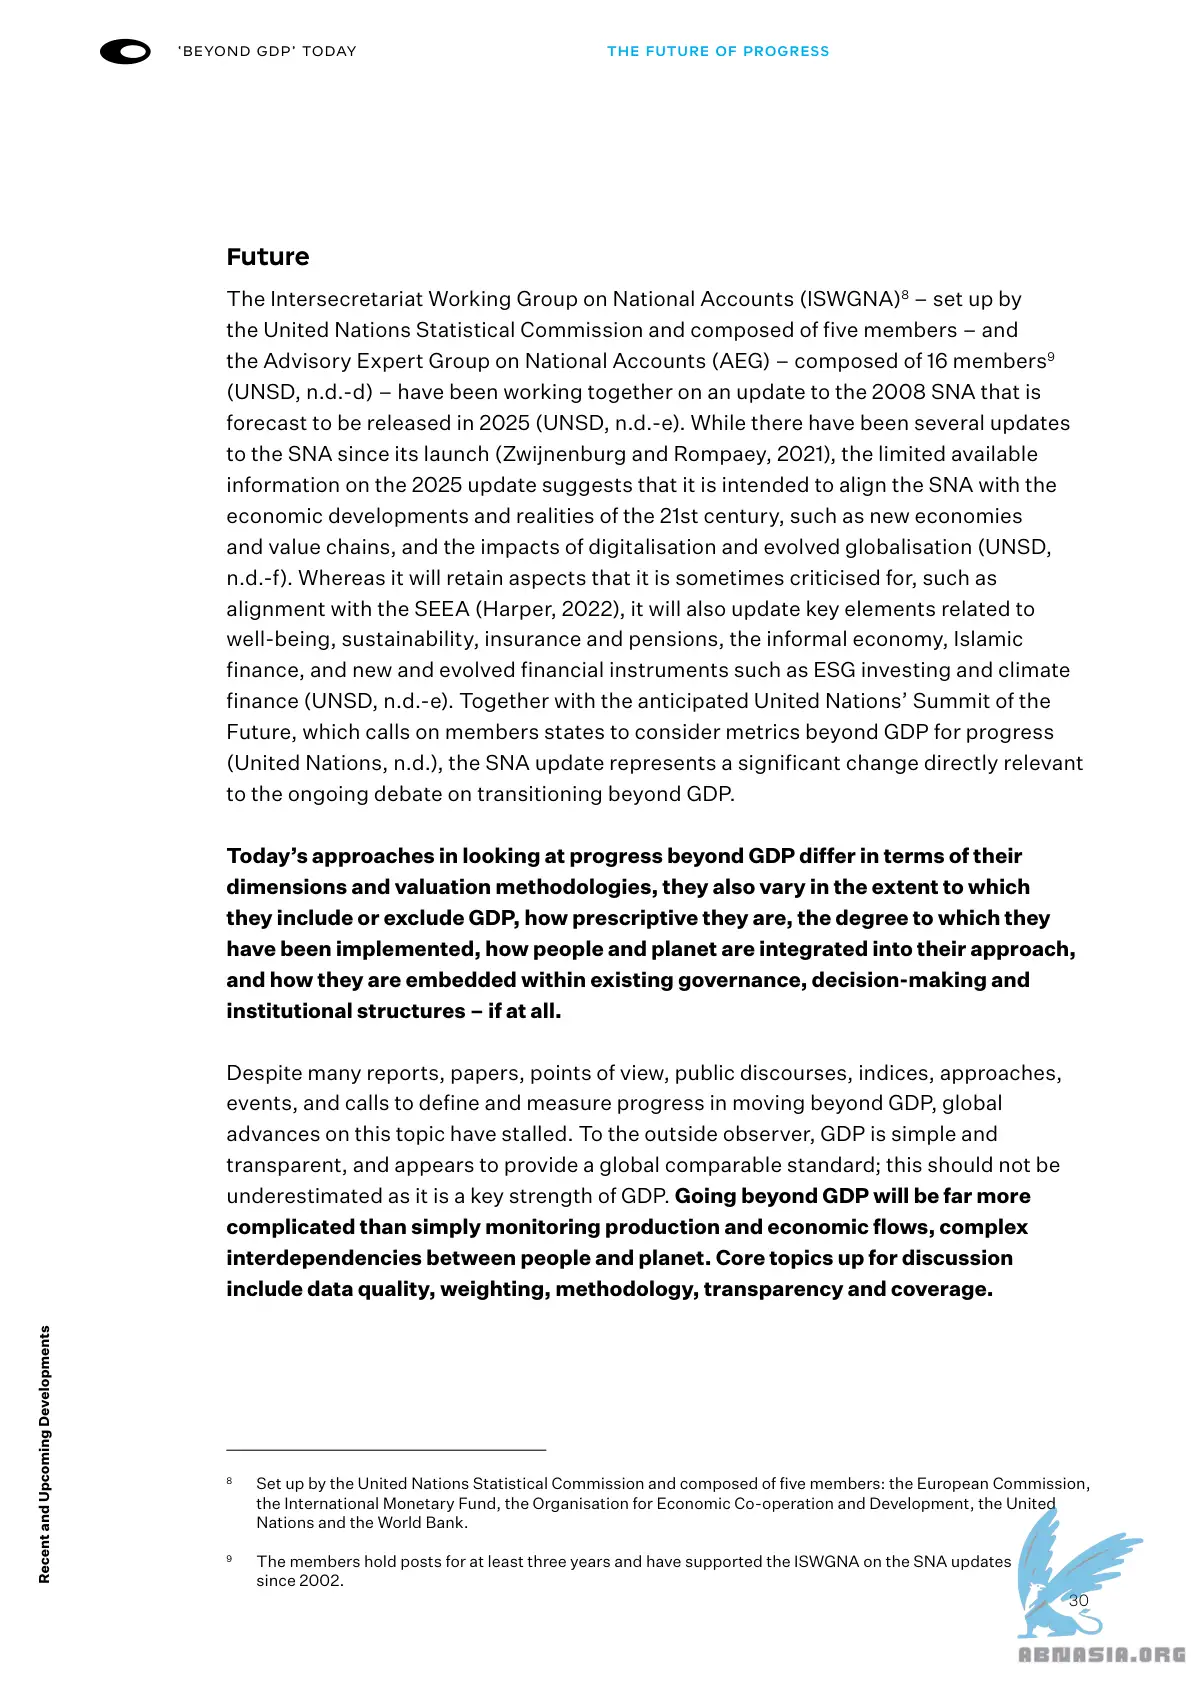 ‘BEYOND GDP’ TODAY
THE FUTURE OF PROGRESS
Future
The Intersecretariat Working Group on National Accounts (ISWGNA)⁸ – set up by
the United Nations Statistical Commission and composed of five members – and
the Advisory Expert Group on National Accounts (AEG) – composed of 16 members⁹
(UNSD, n.d.-d) – have been working together on an update to the 2008 SNA that is
forecast to be released in 2025 (UNSD, n.d.-e). While there have been several updates
to the SNA since its launch (Zwijnenburg and Rompaey, 2021), the limited available
information on the 2025 update suggests that it is intended to align the SNA with the
economic developments and realities of the 21st century, such as new economies
and value chains, and the impacts of digitalisation and evolved globalisation (UNSD,
n.d.-f). Whereas it will retain aspects that it is sometimes criticised for, such as
alignment with the SEEA (Harper, 2022), it will also update key elements related to
well-being, sustainability, insurance and pensions, the informal economy, Islamic
finance, and new and evolved financial instruments such as ESG investing and climate
finance (UNSD, n.d.-e). Together with the anticipated United Nations’ Summit of the
Future, which calls on members states to consider metrics beyond GDP for progress
(United Nations, n.d.), the SNA update represents a significant change directly relevant
to the ongoing debate on transitioning beyond GDP.
Today’s approaches in looking at progress beyond GDP differ in terms of their
dimensions and valuation methodologies, they also vary in the extent to which
they include or exclude GDP, how prescriptive they are, the degree to which they
have been implemented, how people and planet are integrated into their approach,
and how they are embedded within existing governance, decision-making and
institutional structures – if at all.
Despite many reports, papers, points of view, public discourses, indices, approaches,
events, and calls to define and measure progress in moving beyond GDP, global
advances on this topic have stalled. To the outside observer, GDP is simple and
transparent, and appears to provide a global comparable standard; this should not be
underestimated as it is a key strength of GDP. Going beyond GDP will be far more
complicated than simply monitoring production and economic flows, complex
interdependencies between people and planet. Core topics up for discussion
include data quality, weighting, methodology, transparency and coverage.
Recent and Upcoming Developments
⁸ Set up by the United Nations Statistical Commission and composed of five members: the European Commission,
the International Monetary Fund, the Organisation for Economic Co-operation and Development, the United
Nations and the World Bank.
⁹ The members hold posts for at least three years and have supported the ISWGNA on the SNA updates
since 2002.
30
ABNASIA.ORG